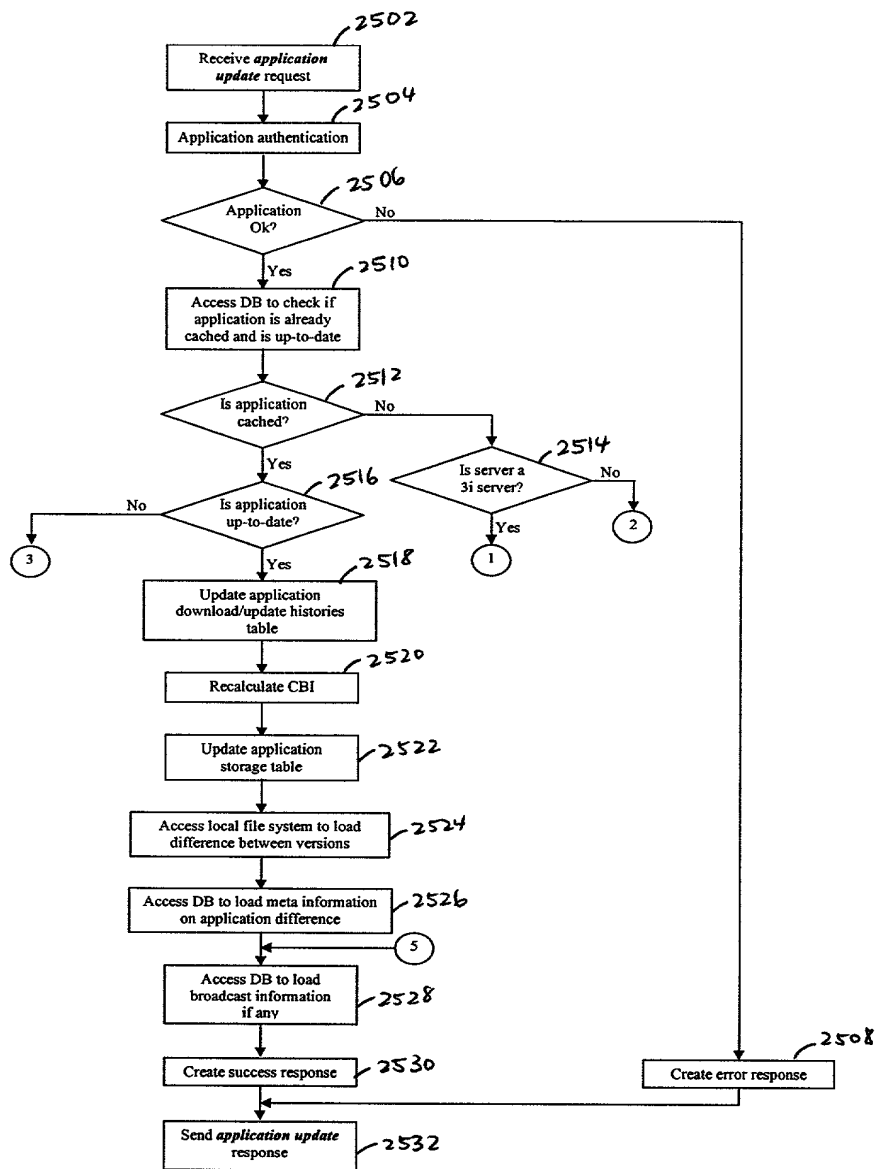 2502
Receive application
update request
2504
Application authentication
2506
Application
Ok?
No
Yes
2510
Access DB to check if
application is already
cached and is up-to-date
2512
Is application
cached?
No
Yes
2514
Is server a
3i server?
No
2
Yes
1
2516
Is application
up-to-date?
No
3
Yes
2518
Update application
download/update histories
table
2520
Recalculate CBI
Update application
storage table
2522
Access local file system to load
difference between versions
2524
Access DB to load meta information
on application difference
2526
5
Access DB to load
broadcast information
if any
2528
2508
Create success response
2530
Create error response
Send application update
response
2532